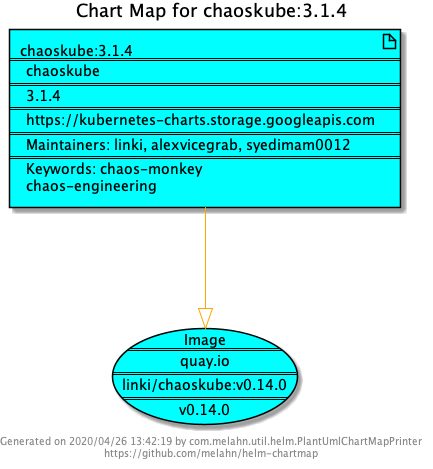 Chart Map for chaoskube:3.1.4
chaoskube:3.1.4
chaoskube
3.1.4
https://kubernetes-charts.storage.googleapis.com
Maintainers: linki, alexvicegrab, syedimam0012
Keywords: chaos-monkey
chaos-engineering
Image
quay.io
linki/chaoskube:v0.14.0
v0.14.0
Generated on 2020/04/26 13:42:19 by com.melahn.util.helm.PlantUmlChartMapPrinter
https://github.com/melahn/helm-chartmap